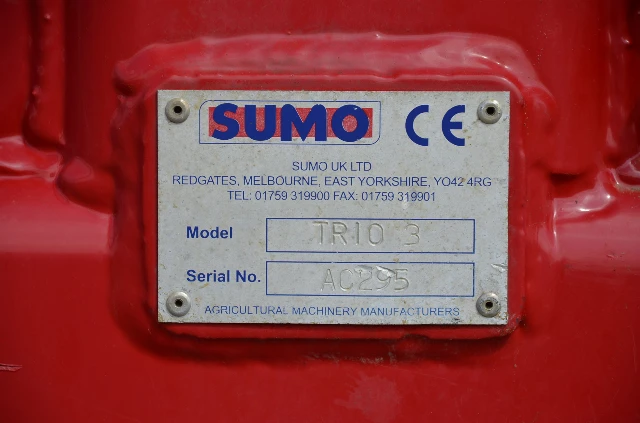 SUMO CE
SUMO UK LTD
REDGATES, MELBOURNE, EAST YORKSHIRE, YO42 4RG
TEL: 01759 319900 FAX: 01759 319901
Model TRIO 3
Serial No. AC295
AGRICULTURAL MACHINERY MANUFACTURERS